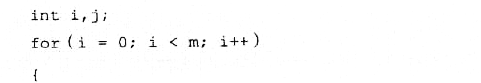 int i,j;
for(i = 0; i < m; i++)
{